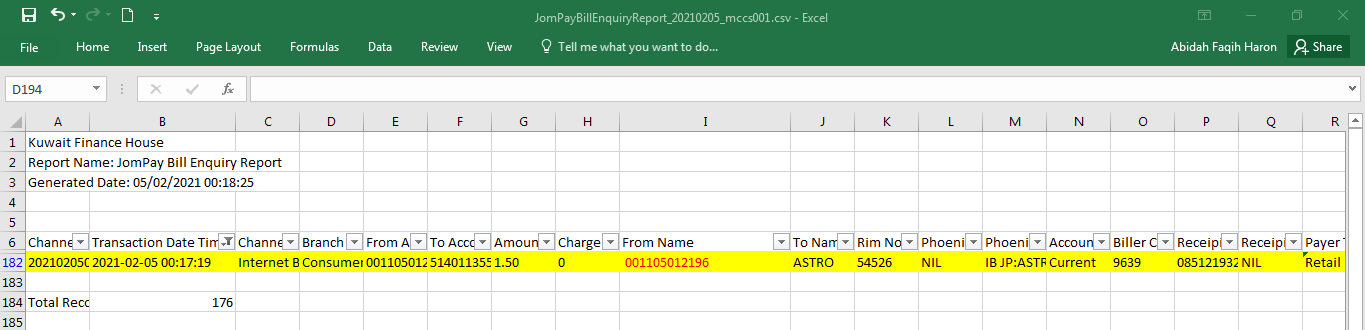 JomPayBillEnquiryReport_20210205_mccs001.csv - Excel
File Home Insert Page Layout Formulas Data Review View Tell me what you want to do... Abidah Faqih Haron Share
D194 fx
A B C D E F G H I J K L M N O P Q R
1 Kuwait Finance House
2 Report Name: JomPay Bill Enquiry Report
3 Generated Date: 05/02/2021 00:18:25
4
5
6 Channe Transaction Date Tim Channe Branch From A To Acco Amoun Charge From Name To Nam Rim No Phoeni Phoeni Accoun Biller C Receipi Receipi Payer T
182 202102050 2021-02-05 00:17:19 Internet B Consumer 001105012 514011355 1.50 0 001105012196 ASTRO 54526 NIL IB JP:ASTR Current 9639 085121932 NIL Retail
183
184 Total Reco 176
185